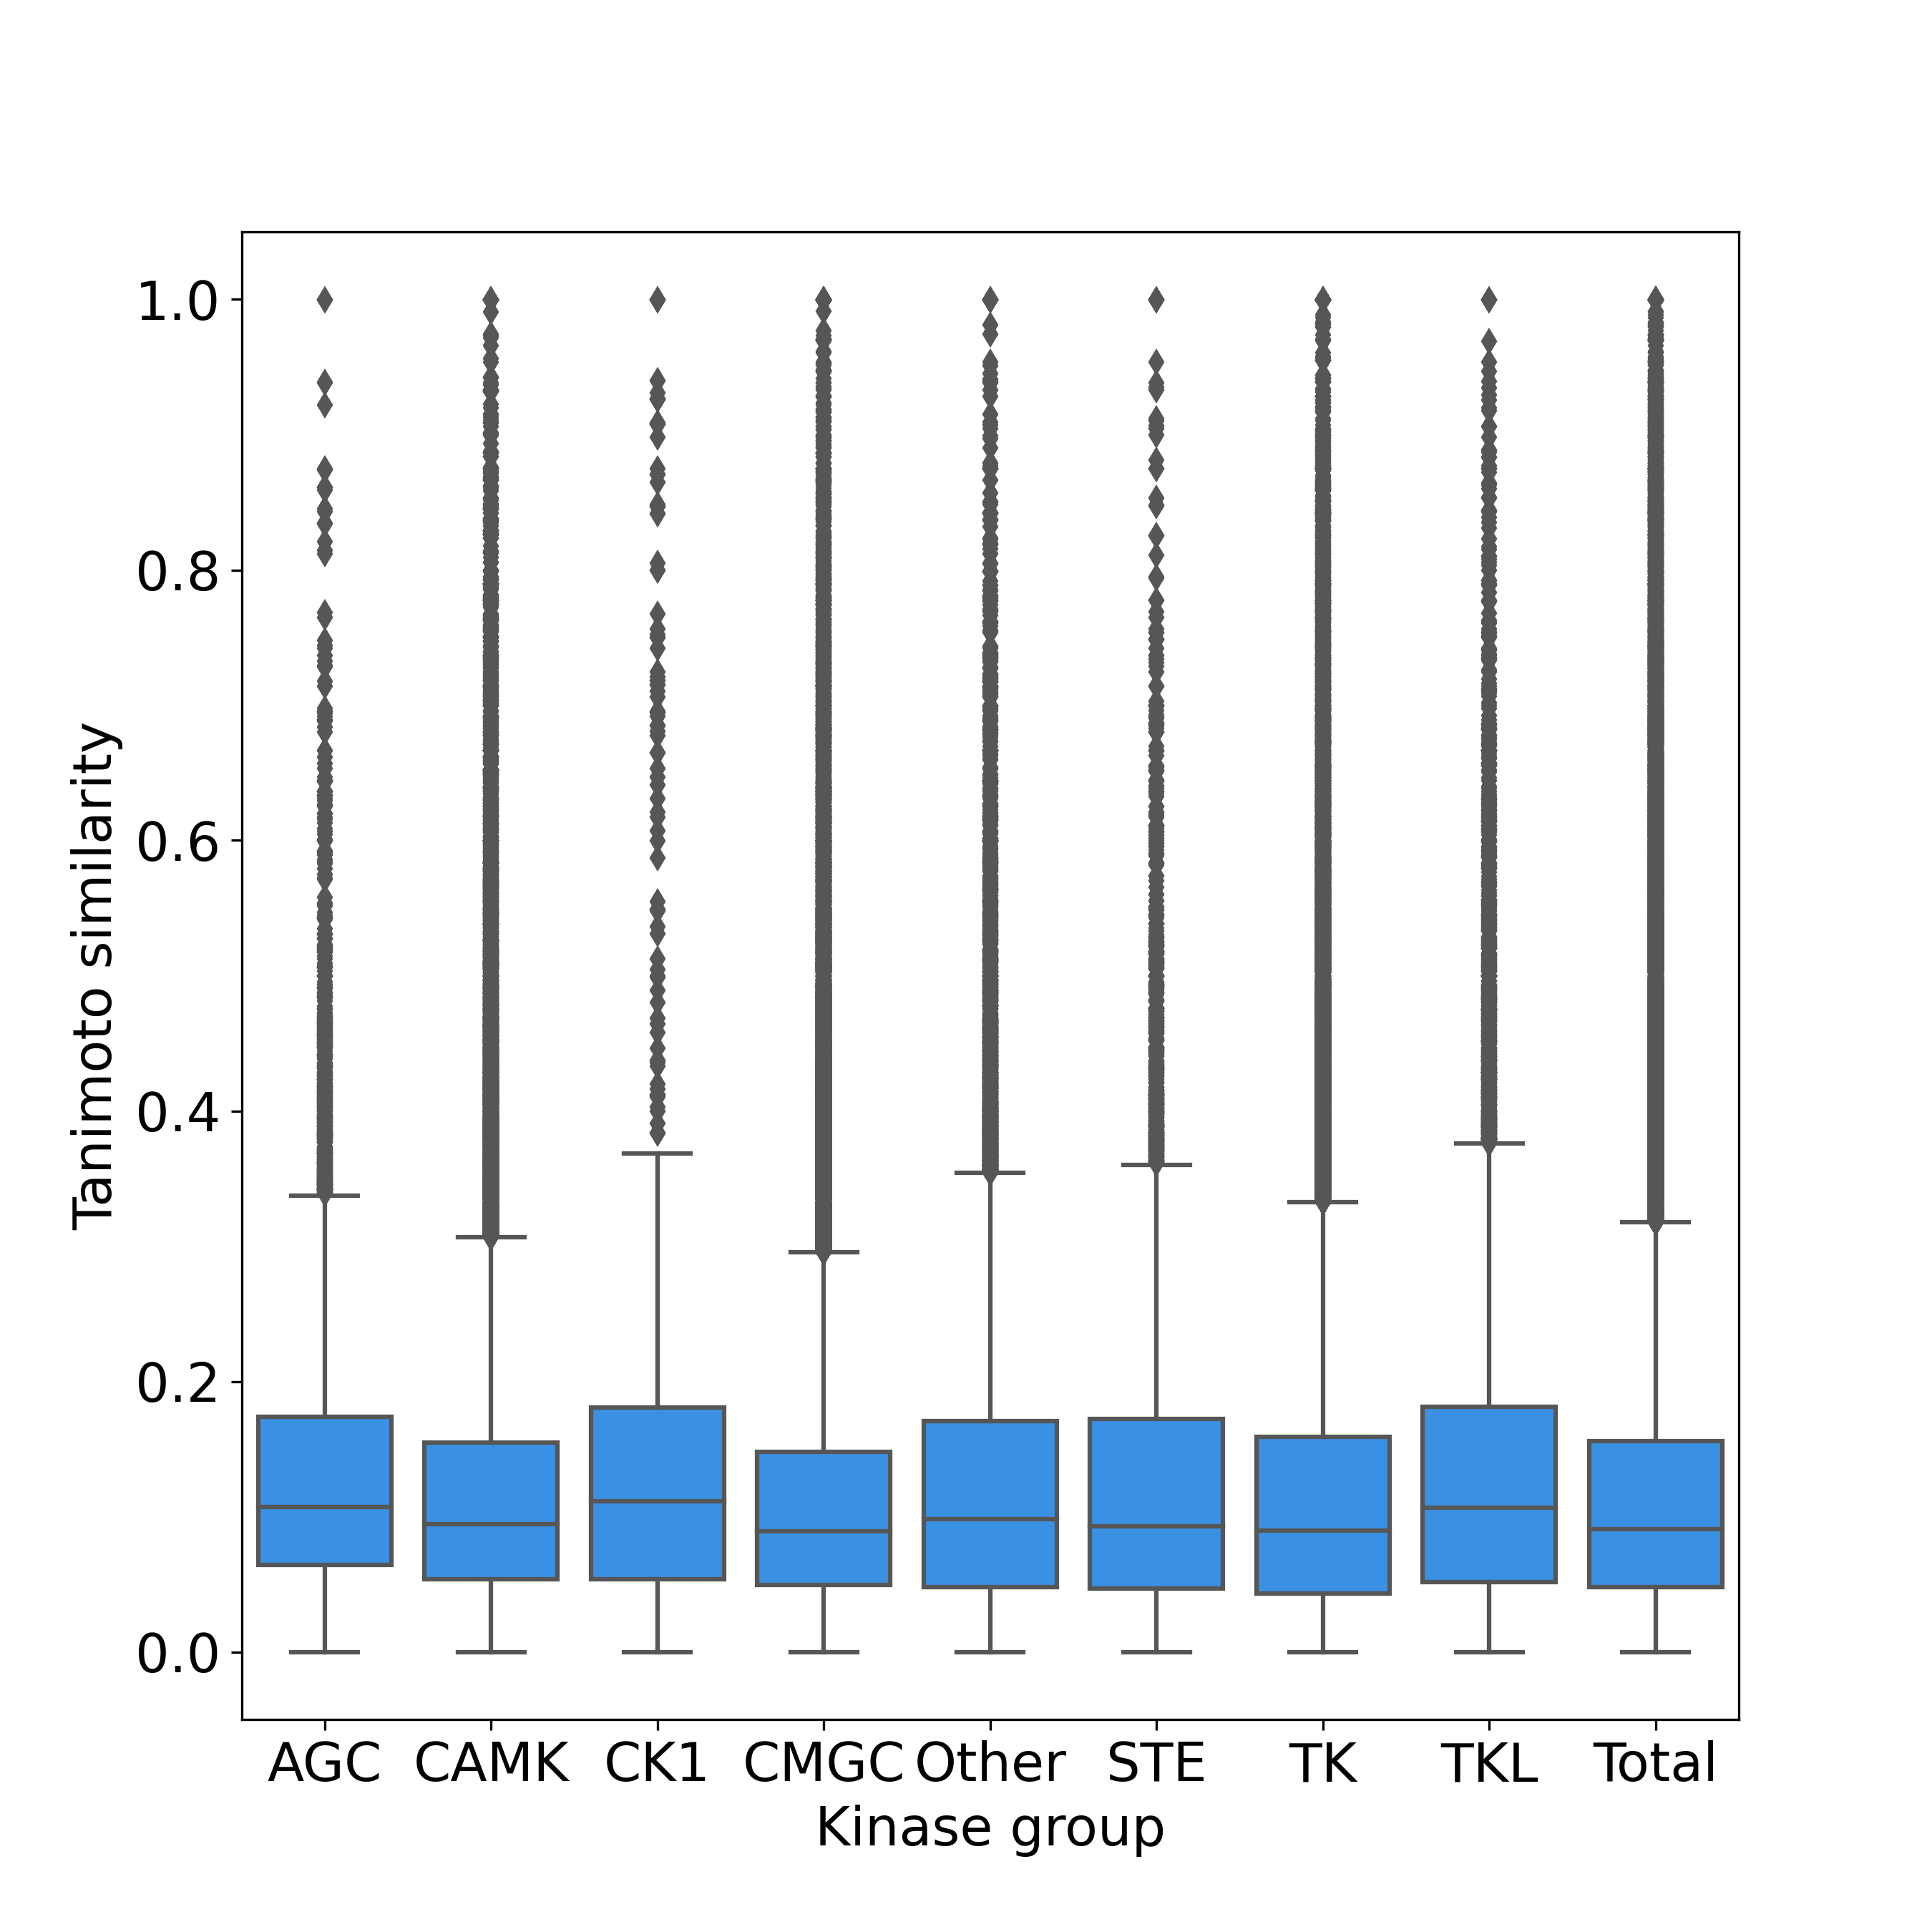 1.0
0.8
0.6
0.4
0.2
0.0
Tanimoto similarity
AGC CAMK CK1 CMGC Other STE TK TKL Total
Kinase group